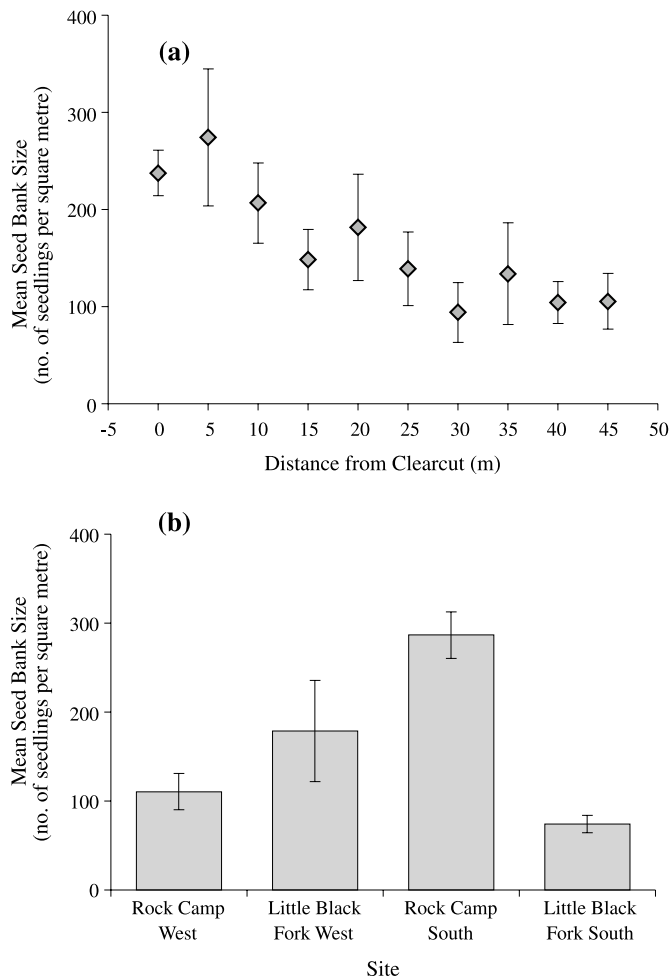 (a)
Mean Seed Bank Size
(no. of seedlings per square metre)
400
300
200
100
0
-5 0 5 10 15 20 25 30 35 40 45 50
Distance from Clearcut (m)
(b)
Mean Seed Bank Size
(no. of seedlings per square metre)
400
300
200
100
0
Rock Camp West
Little Black Fork West
Rock Camp South
Little Black Fork South
Site